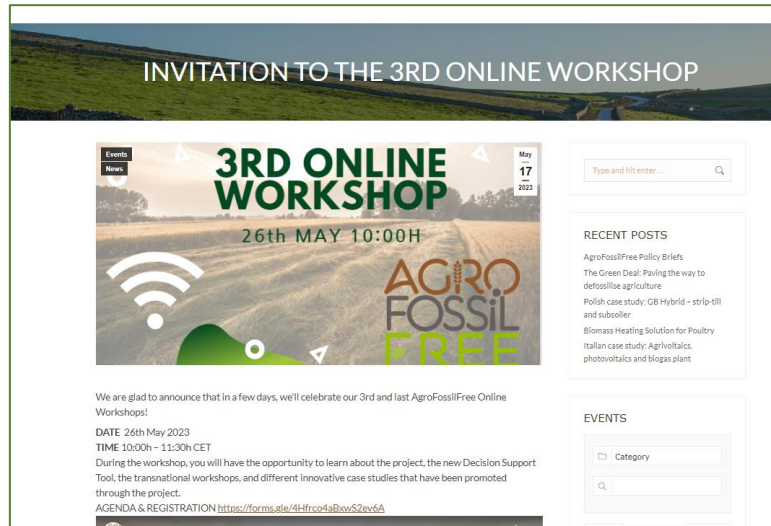 INVITATION TO THE 3RD ONLINE WORKSHOP
Events
News
3RD ONLINE
WORKSHOP
26th MAY 10:00H
May
17
2023
AGRO
FOSSIL
FREE
We are glad to announce that in a few days, we'll celebrate our 3rd and last AgroFossilFree Online
Workshops!
DATE 26th May 2023
TIME 10:00h – 11:30h CET
During the workshop, you will have the opportunity to learn about the project, the new Decision Support
Tool, the transnational workshops, and different innovative case studies that have been promoted
through the project.
AGENDA & REGISTRATION https://forms.gle/4Hfrco4aBxwS2ev6A
Type and hit enter ...
RECENT POSTS
AgroFossilFree Policy Briefs
The Green Deal: Paving the way to
defossilise agriculture
Polish case study: GB Hybrid – strip-till
and subsoiler
Biomass Heating Solution for Poultry
Italian case study: Agrivoltaics,
photovoltaics and biogas plant
EVENTS
Category